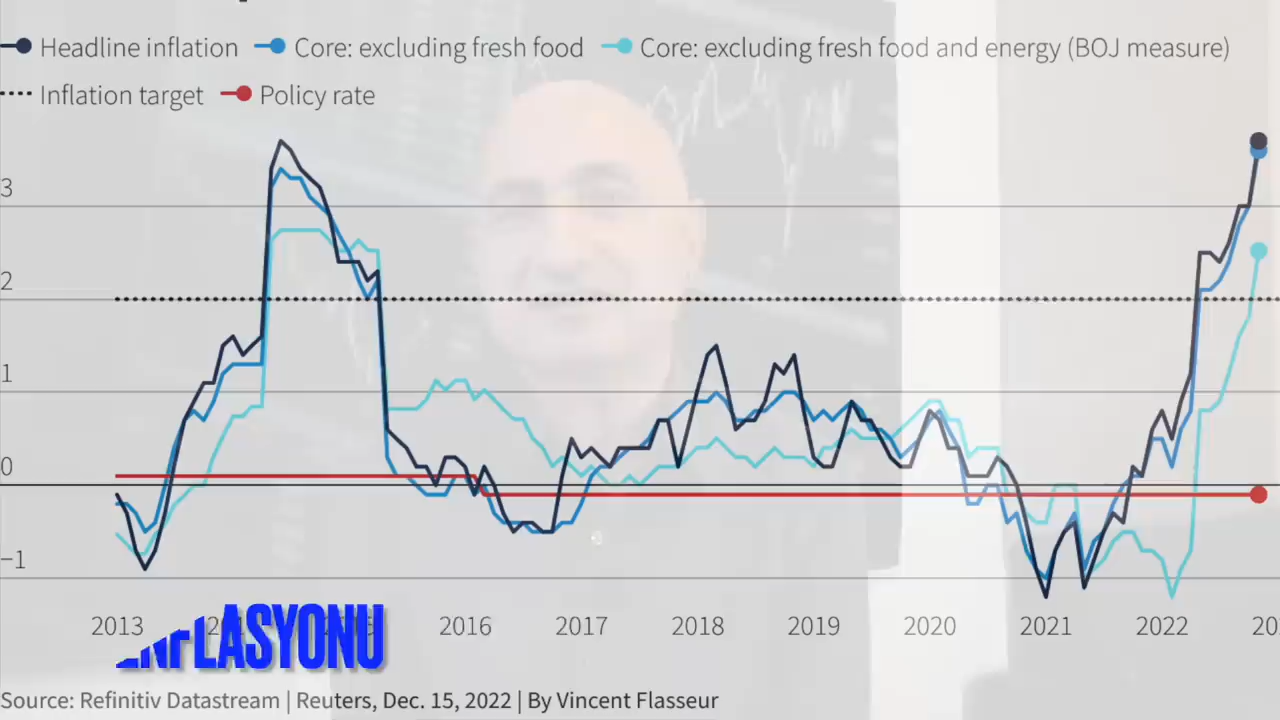 Headline inflation Core: excluding fresh food Core: excluding fresh food and energy (BOJ measure)
Inflation target Policy rate
3
2
1
0
−1
2013 2016 2017 2018 2019 2020 2021 2022 20
ENFLASYONU
Source: Refinitiv Datastream | Reuters, Dec. 15, 2022 | By Vincent Flasseur